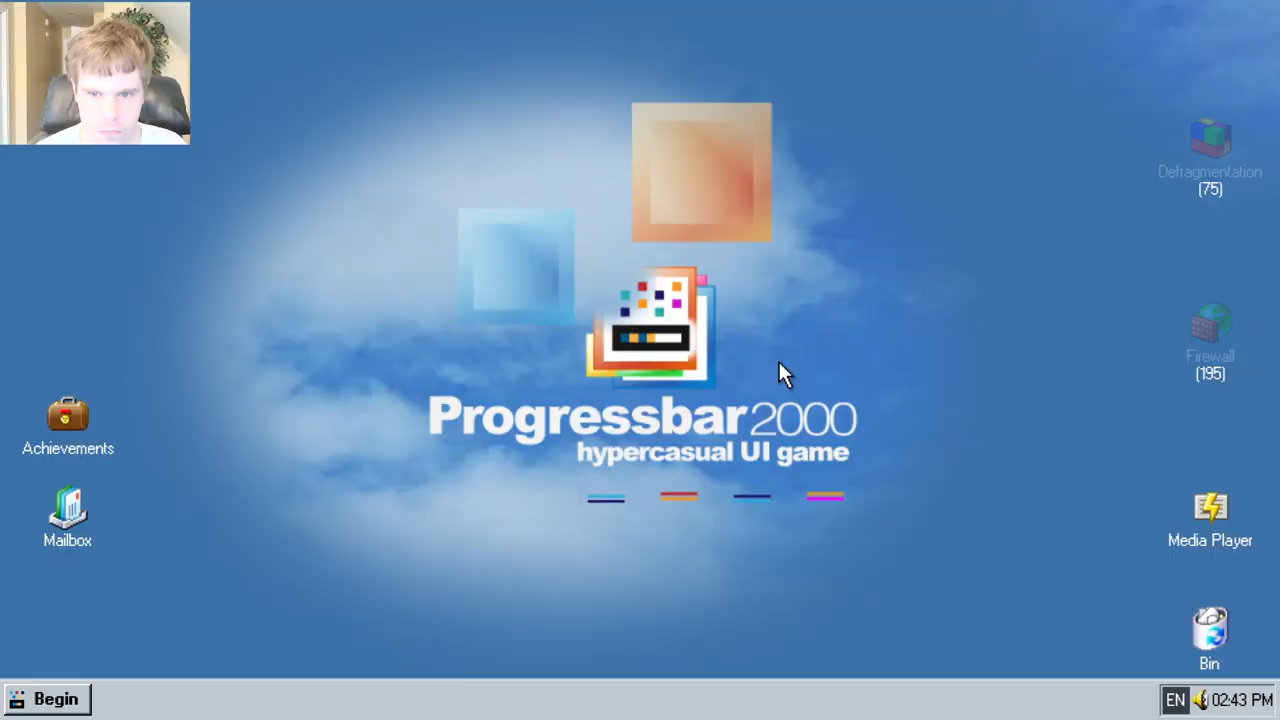 Defragmentation
(75)
Firewall
(195)
Achievements
Progressbar2000
hypercasual UI game
Mailbox
Media Player
Bin
Begin
EN
02:43 PM